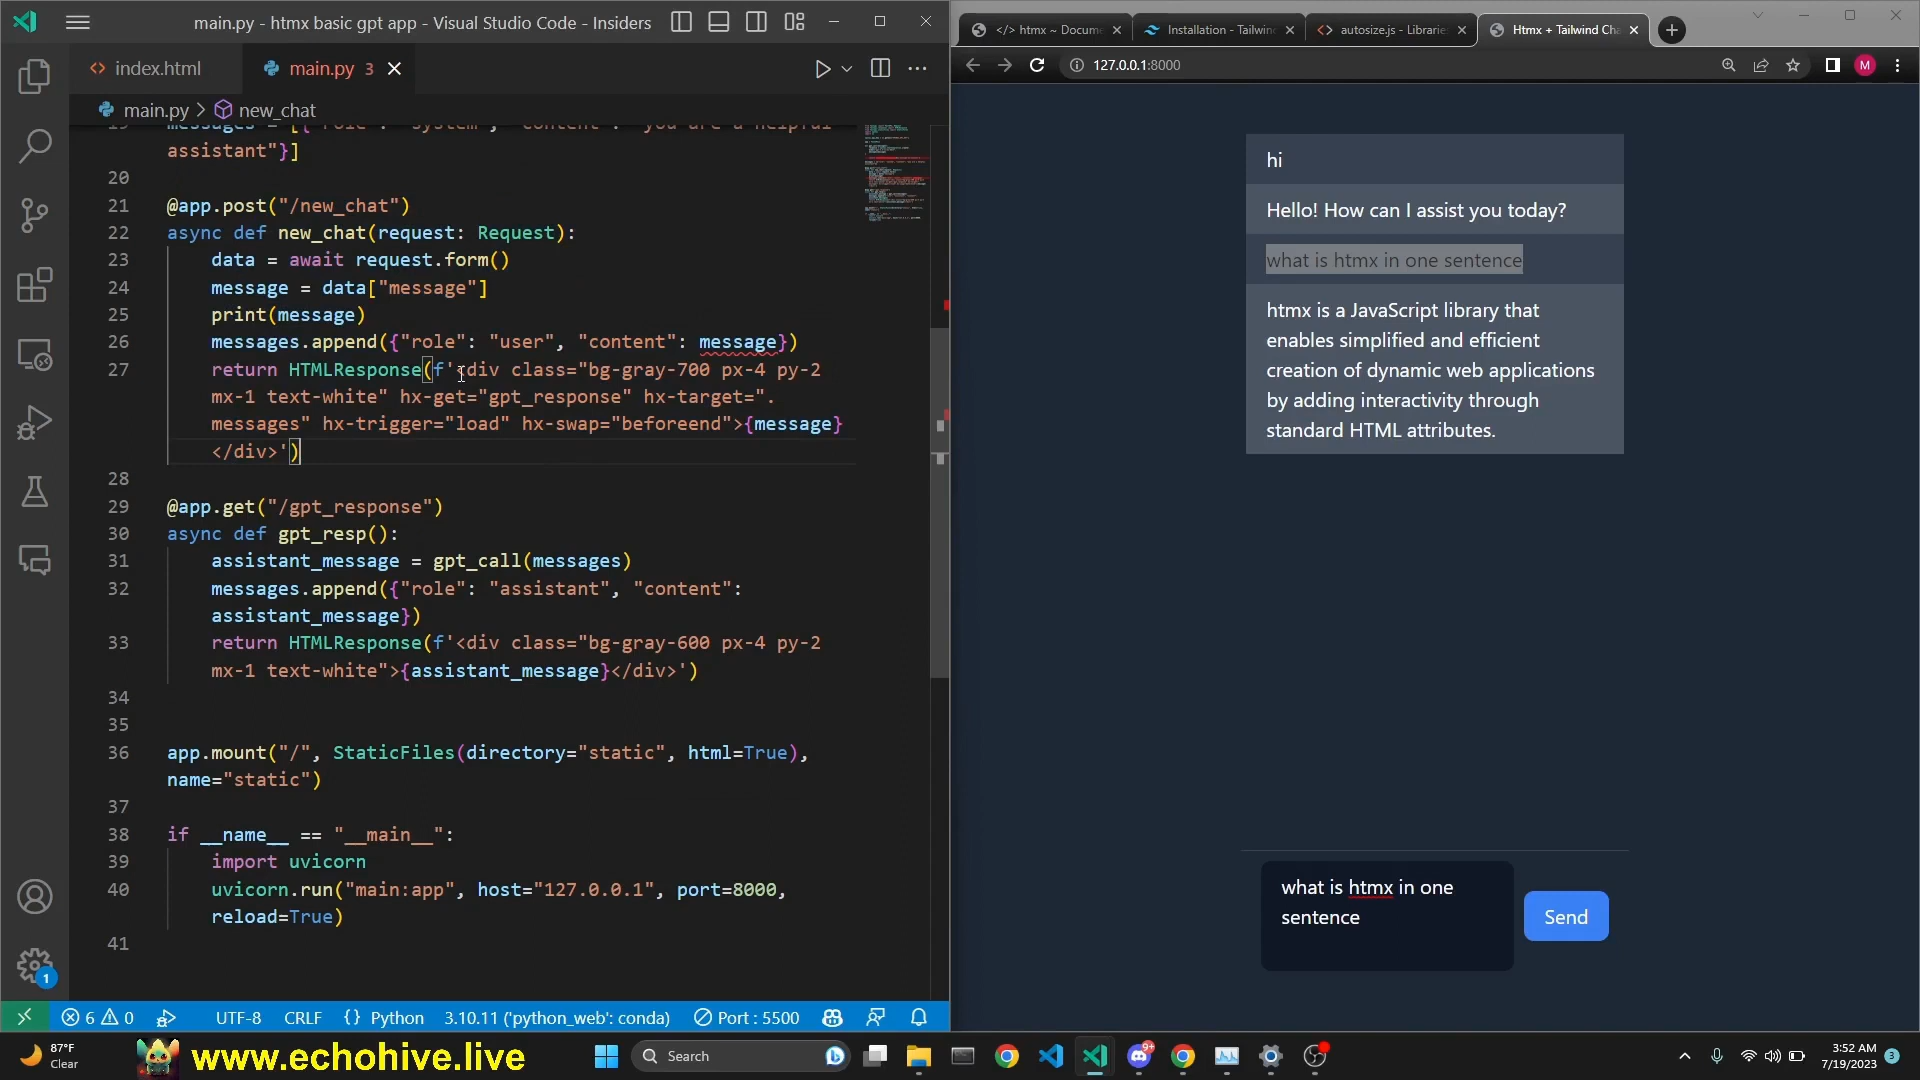 main.py - htmx basic gpt app - Visual Studio Code - Insiders
index.html
main.py 3
main.py > new_chat
19 messages = [{"role": "system", "content": "you are a helpful
assistant"}]
20
21 @app.post("/new_chat")
22 async def new_chat(request: Request):
23 data = await request.form()
24 message = data["message"]
25 print(message)
26 messages.append({"role": "user", "content": message})
27 return HTMLResponse(f'<div class="bg-gray-700 px-4 py-2
mx-1 text-white" hx-get="gpt_response" hx-target=".
messages" hx-trigger="load" hx-swap="beforeend">{message}
</div>')
28
29 @app.get("/gpt_response")
30 async def gpt_resp():
31 assistant_message = gpt_call(messages)
32 messages.append({"role": "assistant", "content":
assistant_message})
33 return HTMLResponse(f'<div class="bg-gray-600 px-4 py-2
mx-1 text-white">{assistant_message}</div>')
34
35
36 app.mount("/", StaticFiles(directory="static", html=True),
name="static")
37
38 if __name__ == "__main__":
39 import uvicorn
40 uvicorn.run("main:app", host="127.0.0.1", port=8000,
reload=True)
41
1
6 0 UTF-8 CRLF {} Python 3.10.11 ('python_web': conda) Port : 5500
</> htmx ~ Docume
Installation - Tailwin
autosize.js - Librarie
Htmx + Tailwind Cha
127.0.0.1:8000
M
hi
Hello! How can I assist you today?
what is htmx in one sentence
htmx is a JavaScript library that
enables simplified and efficient
creation of dynamic web applications
by adding interactivity through
standard HTML attributes.
what is htmx in one
sentence
Send
87°F
Clear
www.echohive.live
Search
9+
3:52 AM
7/19/2023
3